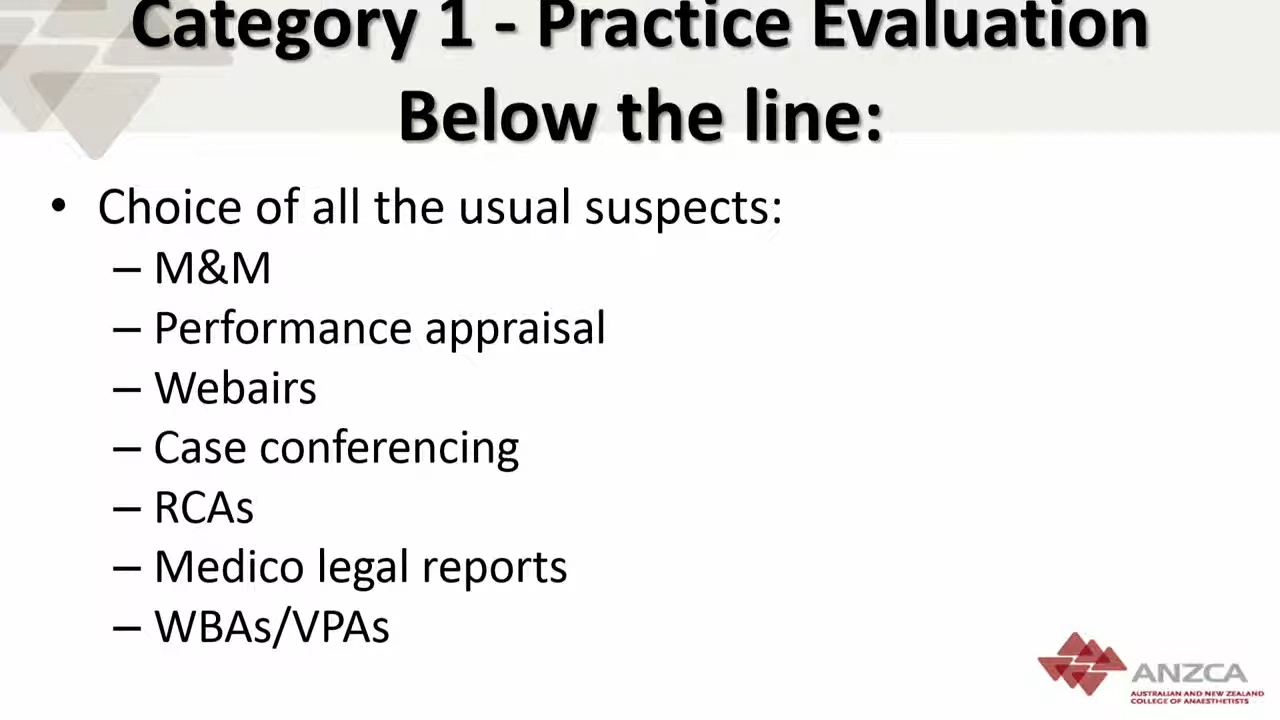 Category 1 - Practice Evaluation
Below the line:
• Choice of all the usual suspects:
– M&M
– Performance appraisal
– Webairs
– Case conferencing
– RCAs
– Medico legal reports
– WBAs/VPAs
ANZCA
AUSTRALIAN AND NEW ZEALAND
COLLEGE OF ANAESTHETISTS